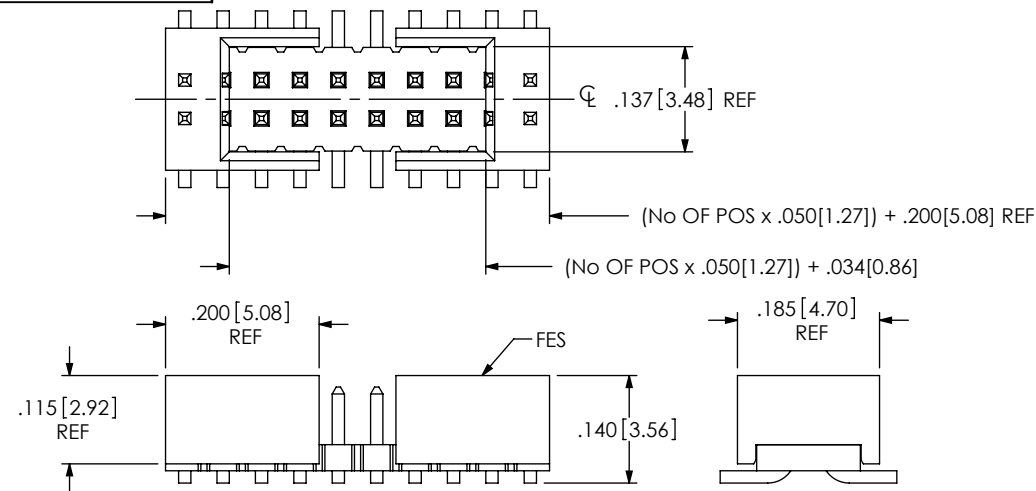 ℄ .137[3.48] REF
(No OF POS x .050[1.27]) + .200[5.08] REF
(No OF POS x .050[1.27]) + .034[0.86]
.200[5.08]
REF
FES
.185[4.70]
REF
.115[2.92]
REF
.140[3.56]